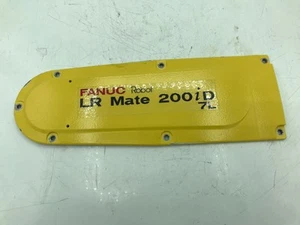 FANUC Robot
LR Mate 200iD
7L